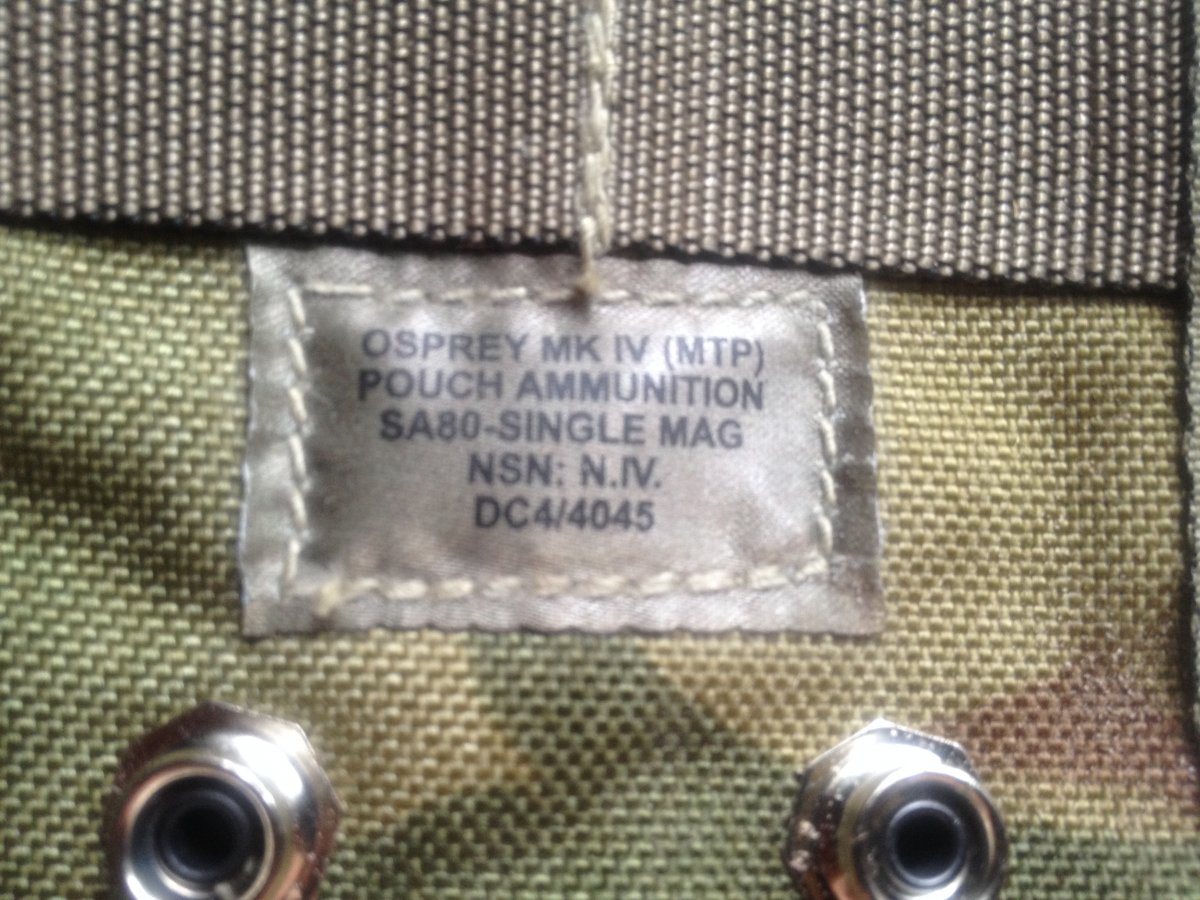 OSPREY MK IV (MTP)
POUCH AMMUNITION
SA80-SINGLE MAG
NSN: N.IV.
DC4/4045